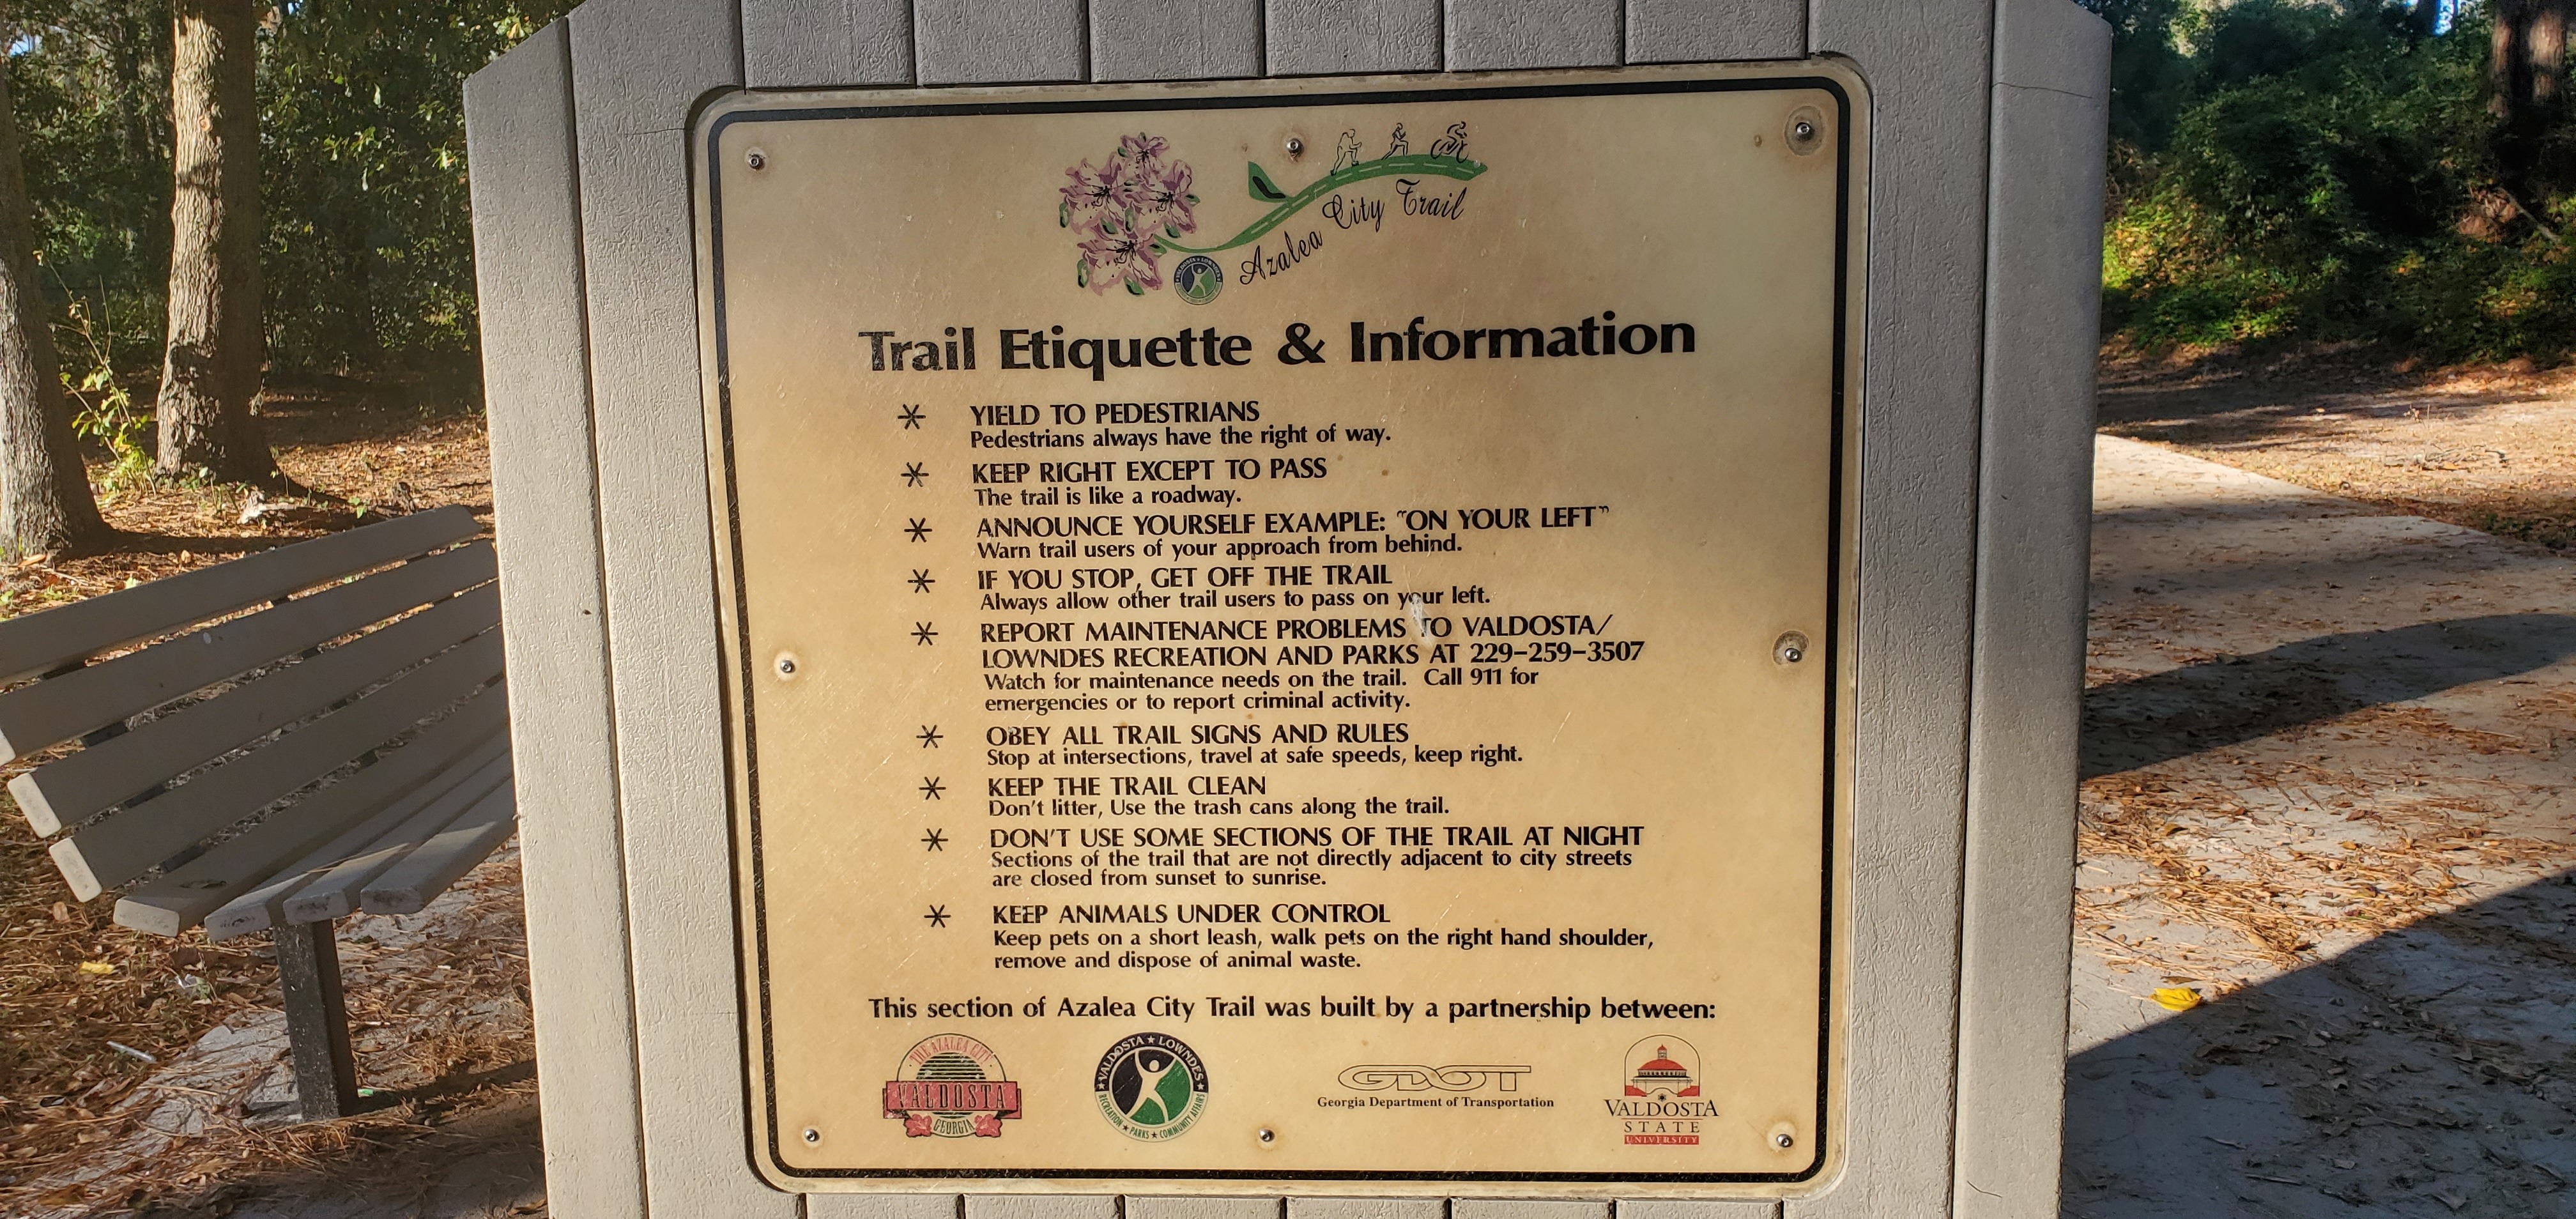 Azalea City Trail
Trail Etiquette & Information
* YIELD TO PEDESTRIANS
Pedestrians always have the right of way.
* KEEP RIGHT EXCEPT TO PASS
The trail is like a roadway.
* ANNOUNCE YOURSELF EXAMPLE: "ON YOUR LEFT"
Warn trail users of your approach from behind.
* IF YOU STOP, GET OFF THE TRAIL
Always allow other trail users to pass on your left.
* REPORT MAINTENANCE PROBLEMS TO VALDOSTA/
LOWNDES RECREATION AND PARKS AT 229-259-3507
Watch for maintenance needs on the trail. Call 911 for
emergencies or to report criminal activity.
* OBEY ALL TRAIL SIGNS AND RULES
Stop at intersections, travel at safe speeds, keep right.
* KEEP THE TRAIL CLEAN
Don't litter, Use the trash cans along the trail.
* DON'T USE SOME SECTIONS OF THE TRAIL AT NIGHT
Sections of the trail that are not directly adjacent to city streets
are closed from sunset to sunrise.
* KEEP ANIMALS UNDER CONTROL
Keep pets on a short leash, walk pets on the right hand shoulder,
remove and dispose of animal waste.
This section of Azalea City Trail was built by a partnership between:
THE AZALEA CITY
VALDOSTA
GEORGIA
VALDOSTA ★ LOWNDES
RECREATION ★ PARKS ★ COMMUNITY AFFAIRS
GDOT
Georgia Department of Transportation
VALDOSTA
STATE
UNIVERSITY